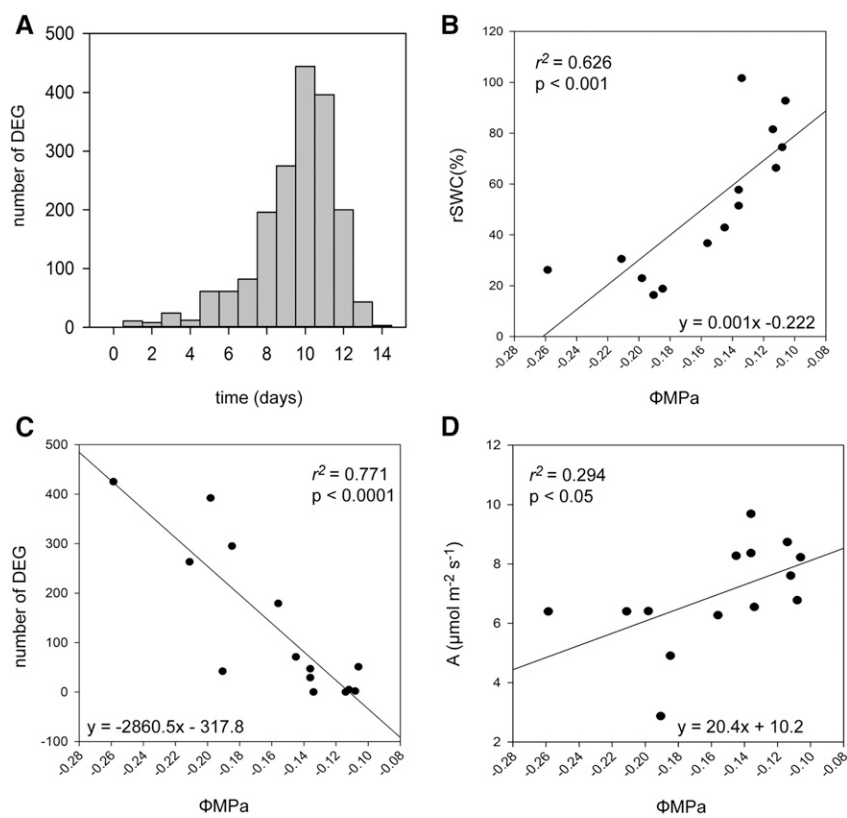 A
number of DEG
500
400
300
200
100
0
0 2 4 6 8 10 12 14
time (days)
B
rSWC(%)
120
100
80
60
40
20
0
r² = 0.626
p < 0.001
y = 0.001x -0.222
-0.28 -0.26 -0.24 -0.22 -0.20 -0.18 -0.16 -0.14 -0.12 -0.10 -0.08
ΦMPa
C
number of DEG
500
400
300
200
100
0
-100
r² = 0.771
p < 0.0001
y = -2860.5x - 317.8
-0.28 -0.26 -0.24 -0.22 -0.20 -0.18 -0.16 -0.14 -0.12 -0.10 -0.08
ΦMPa
D
A (µmol m⁻² s⁻¹)
12
10
8
6
4
2
r² = 0.294
p < 0.05
y = 20.4x + 10.2
-0.28 -0.26 -0.24 -0.22 -0.20 -0.18 -0.16 -0.14 -0.12 -0.10 -0.08
ΦMPa